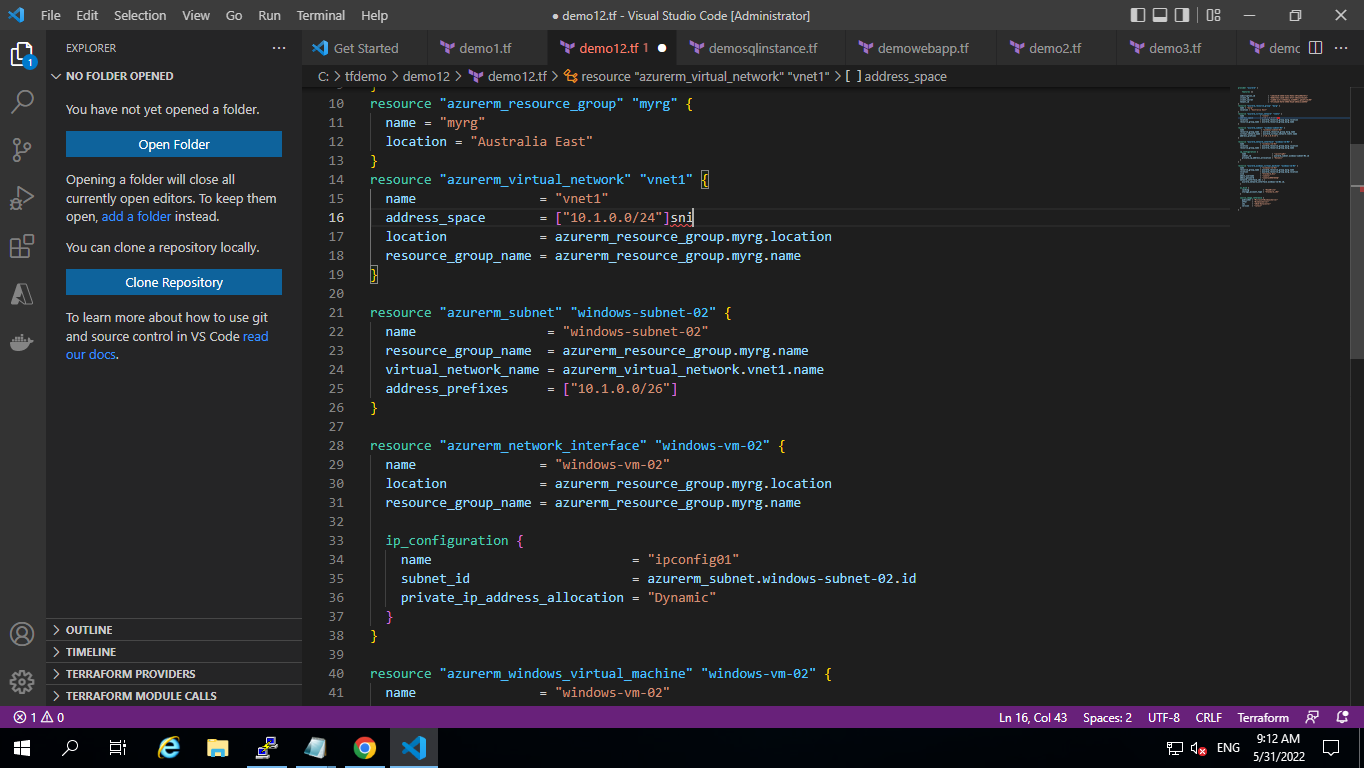 File Edit Selection View Go Run Terminal Help
● demo12.tf - Visual Studio Code [Administrator]
EXPLORER
Get Started
demo1.tf
demo12.tf 1
demosqlinstance.tf
demowebapp.tf
demo2.tf
demo3.tf
demo
C: > tfdemo > demo12 > demo12.tf > resource "azurerm_virtual_network" "vnet1" > [ ] address_space
1
NO FOLDER OPENED
You have not yet opened a folder.
Open Folder
Opening a folder will close all
currently open editors. To keep them
open, add a folder instead.
You can clone a repository locally.
Clone Repository
To learn more about how to use git
and source control in VS Code read
our docs.
OUTLINE
TIMELINE
TERRAFORM PROVIDERS
TERRAFORM MODULE CALLS
10 resource "azurerm_resource_group" "myrg" {
11 name = "myrg"
12 location = "Australia East"
13 }
14 resource "azurerm_virtual_network" "vnet1" {
15 name = "vnet1"
16 address_space = ["10.1.0.0/24"]sni
17 location = azurerm_resource_group.myrg.location
18 resource_group_name = azurerm_resource_group.myrg.name
19 }
20
21 resource "azurerm_subnet" "windows-subnet-02" {
22 name = "windows-subnet-02"
23 resource_group_name = azurerm_resource_group.myrg.name
24 virtual_network_name = azurerm_virtual_network.vnet1.name
25 address_prefixes = ["10.1.0.0/26"]
26 }
27
28 resource "azurerm_network_interface" "windows-vm-02" {
29 name = "windows-vm-02"
30 location = azurerm_resource_group.myrg.location
31 resource_group_name = azurerm_resource_group.myrg.name
32
33 ip_configuration {
34 name = "ipconfig01"
35 subnet_id = azurerm_subnet.windows-subnet-02.id
36 private_ip_address_allocation = "Dynamic"
37 }
38 }
39
40 resource "azurerm_windows_virtual_machine" "windows-vm-02" {
41 name = "windows-vm-02"
1 0
Ln 16, Col 43 Spaces: 2 UTF-8 CRLF Terraform
ENG
9:12 AM
5/31/2022